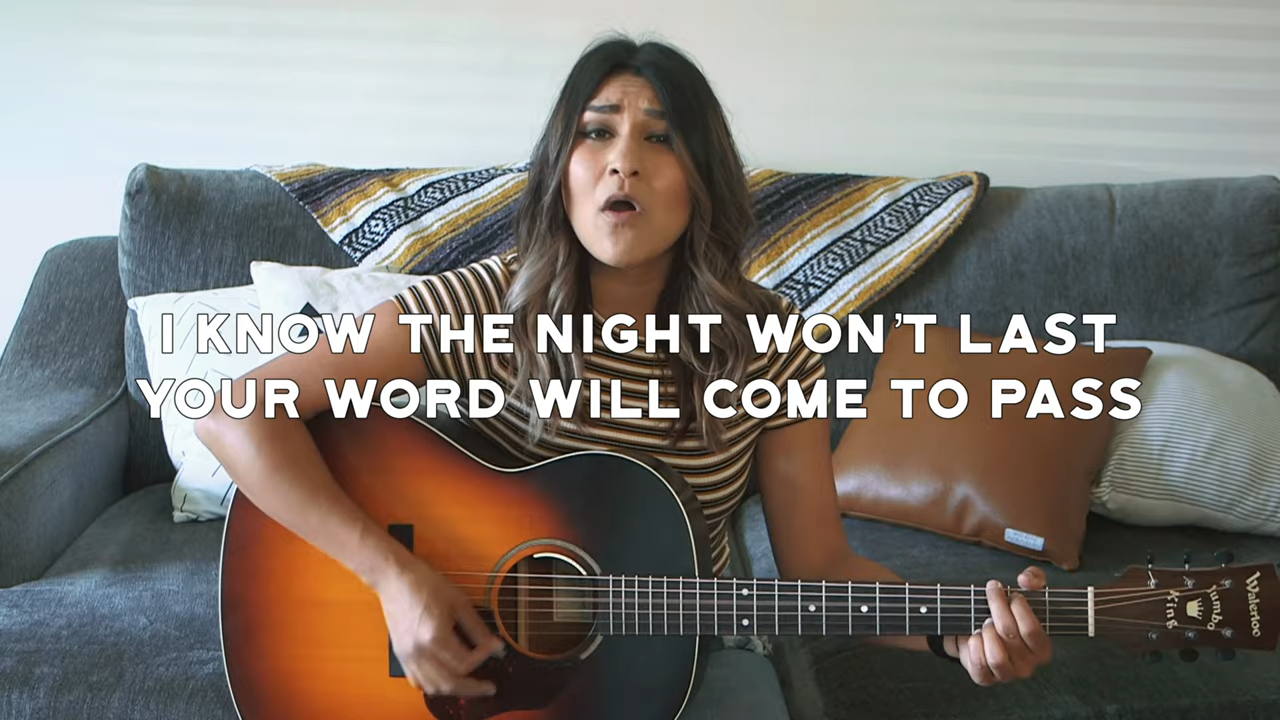 I KNOW THE NIGHT WON'T LAST
YOUR WORD WILL COME TO PASS
Waterloo
Jumbo
King